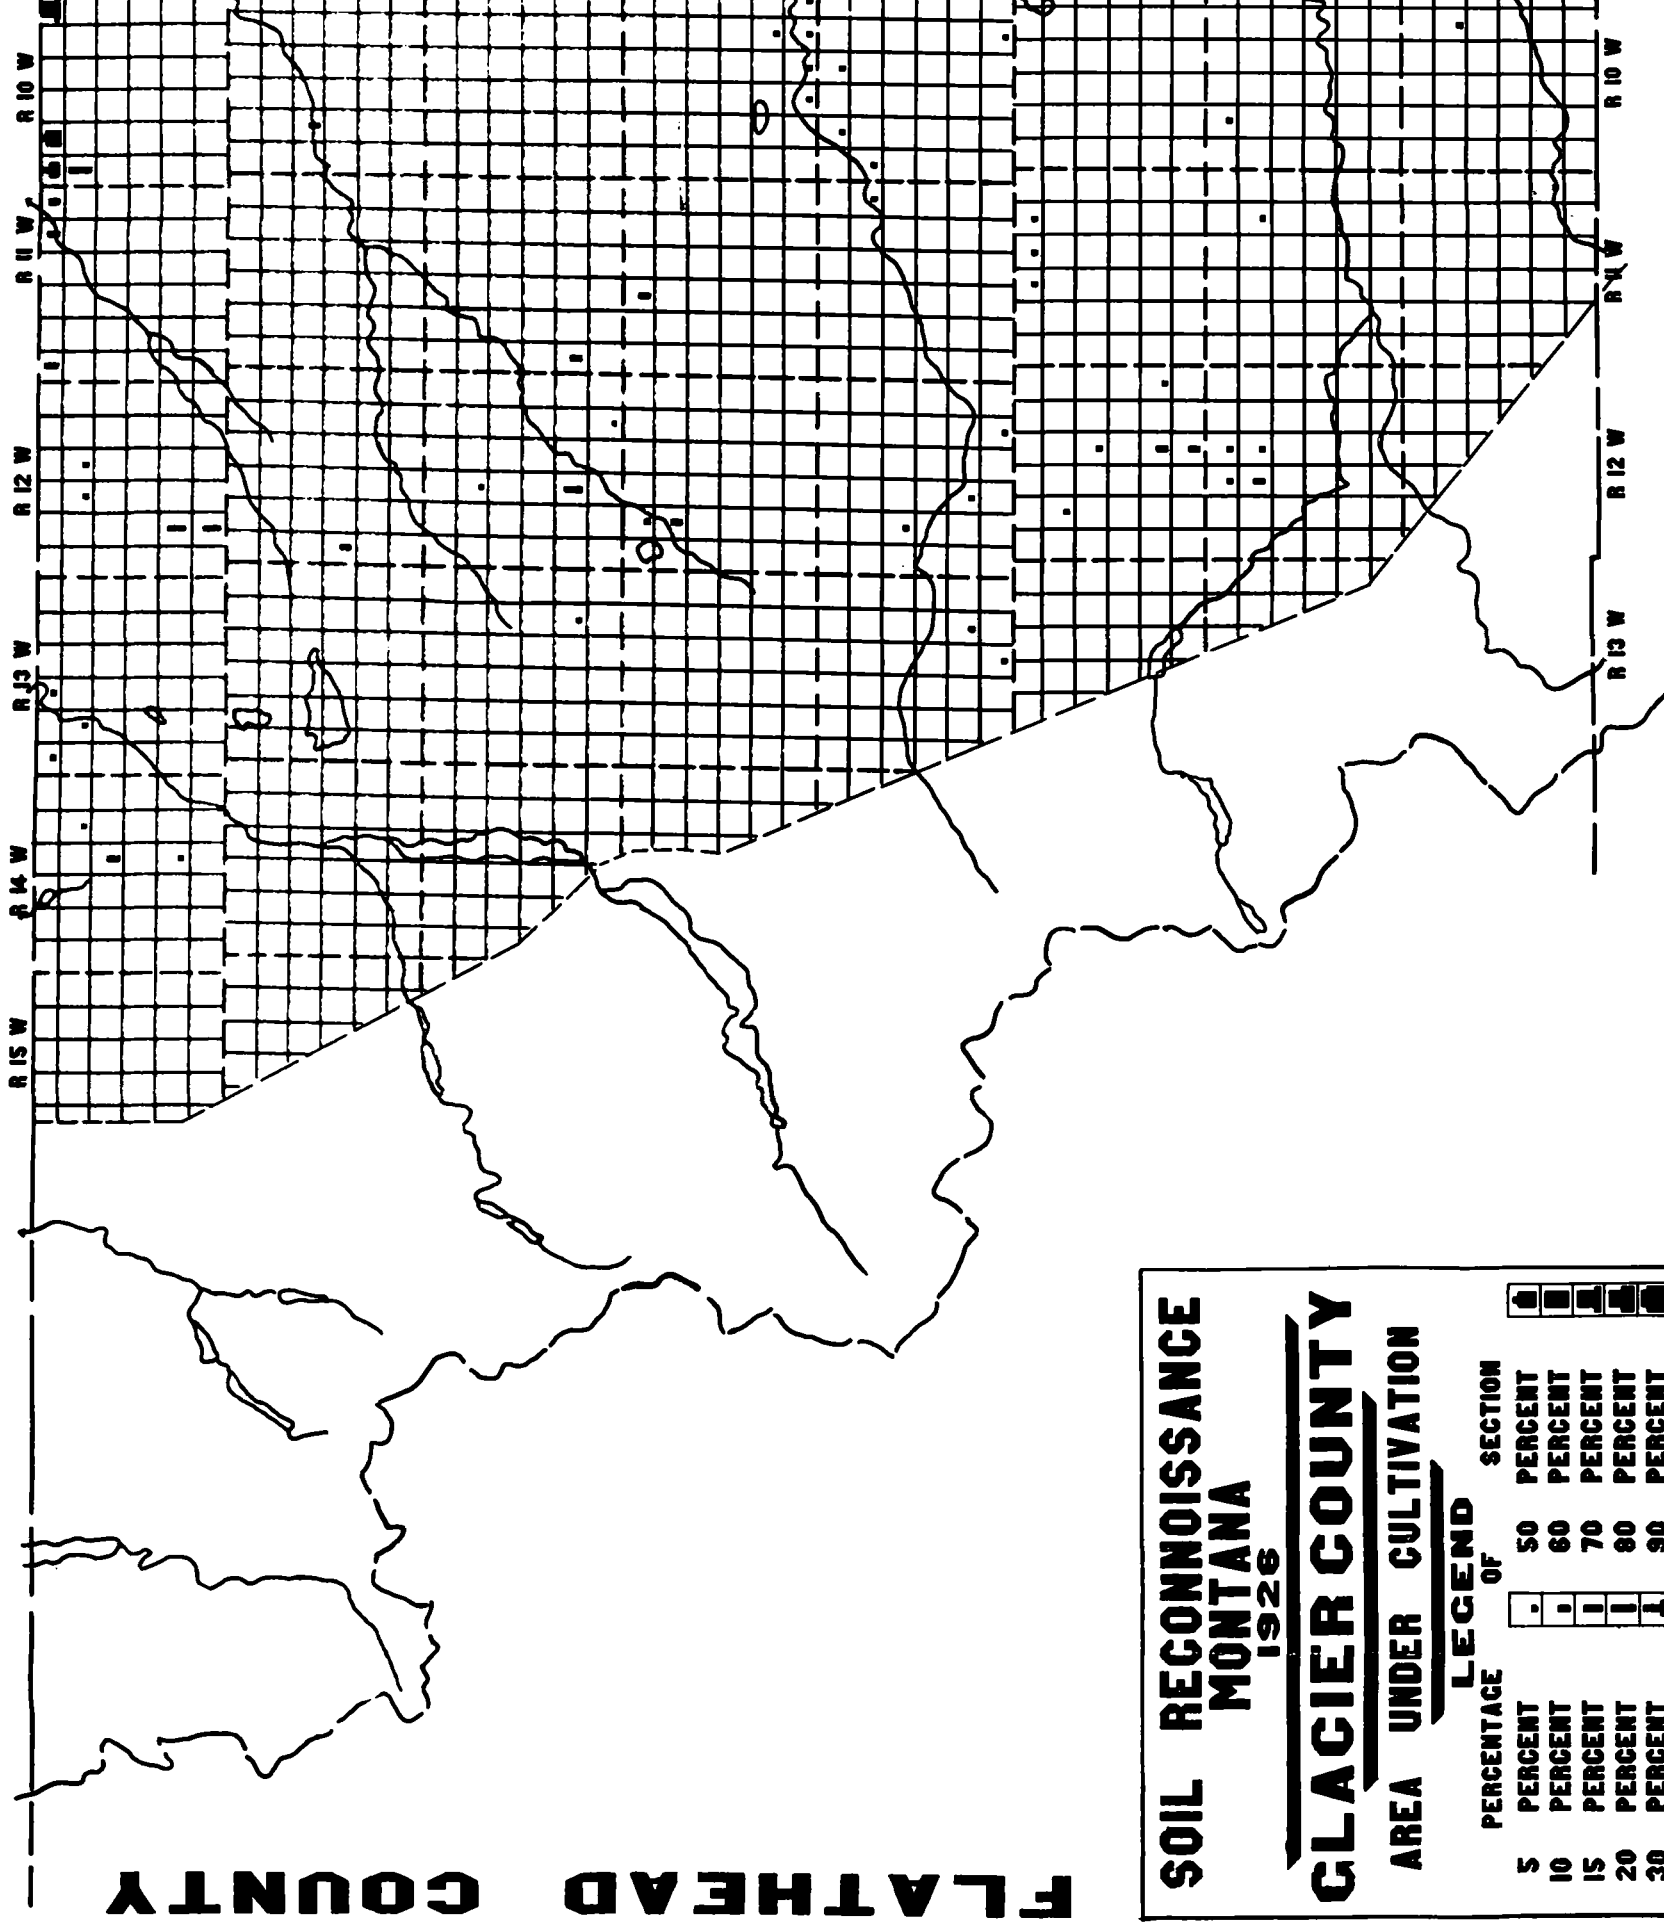 R 15 W
R 14 W
R 13 W
R 12 W
R 11 W
R 10 W
FLATHEAD COUNTY
SOIL RECONNOISSANCE
MONTANA
1926
GLACIER COUNTY
AREA UNDER CULTIVATION
LEGEND
PERCENTAGE OF SECTION
5 PERCENT 50 PERCENT
10 PERCENT 60 PERCENT
15 PERCENT 70 PERCENT
20 PERCENT 80 PERCENT
30 PERCENT 90 PERCENT
R 13 W
R 12 W
R 11 W
R 10 W